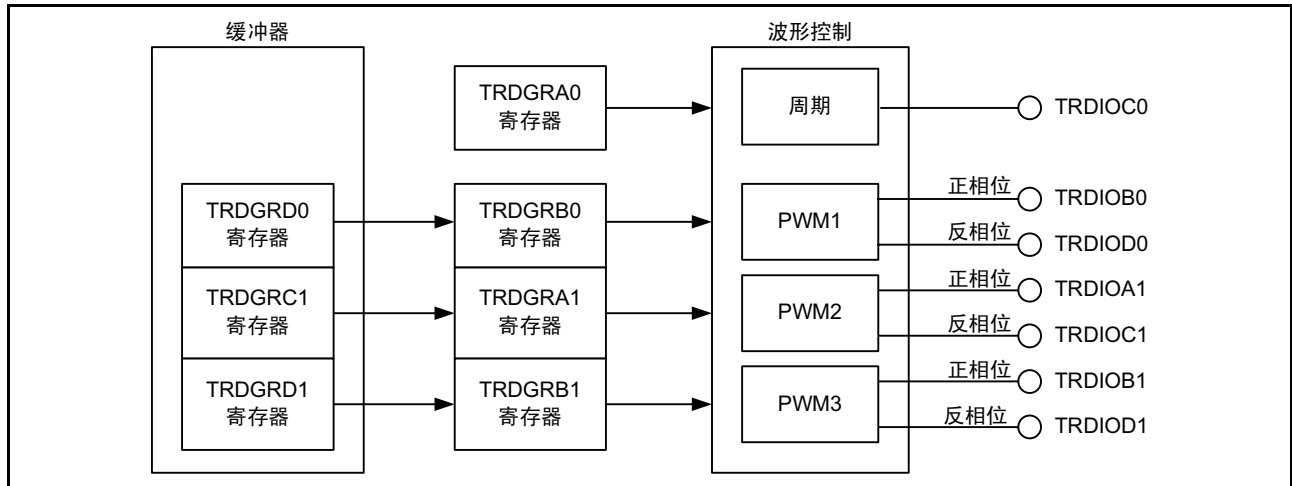 缓冲器
波形控制
TRDGRA0
寄存器
周期
TRDIOC0
TRDGRD0
寄存器
TRDGRB0
寄存器
PWM1
正相位
TRDIOB0
反相位
TRDIOD0
TRDGRC1
寄存器
TRDGRA1
寄存器
PWM2
正相位
TRDIOA1
反相位
TRDIOC1
TRDGRD1
寄存器
TRDGRB1
寄存器
PWM3
正相位
TRDIOB1
反相位
TRDIOD1